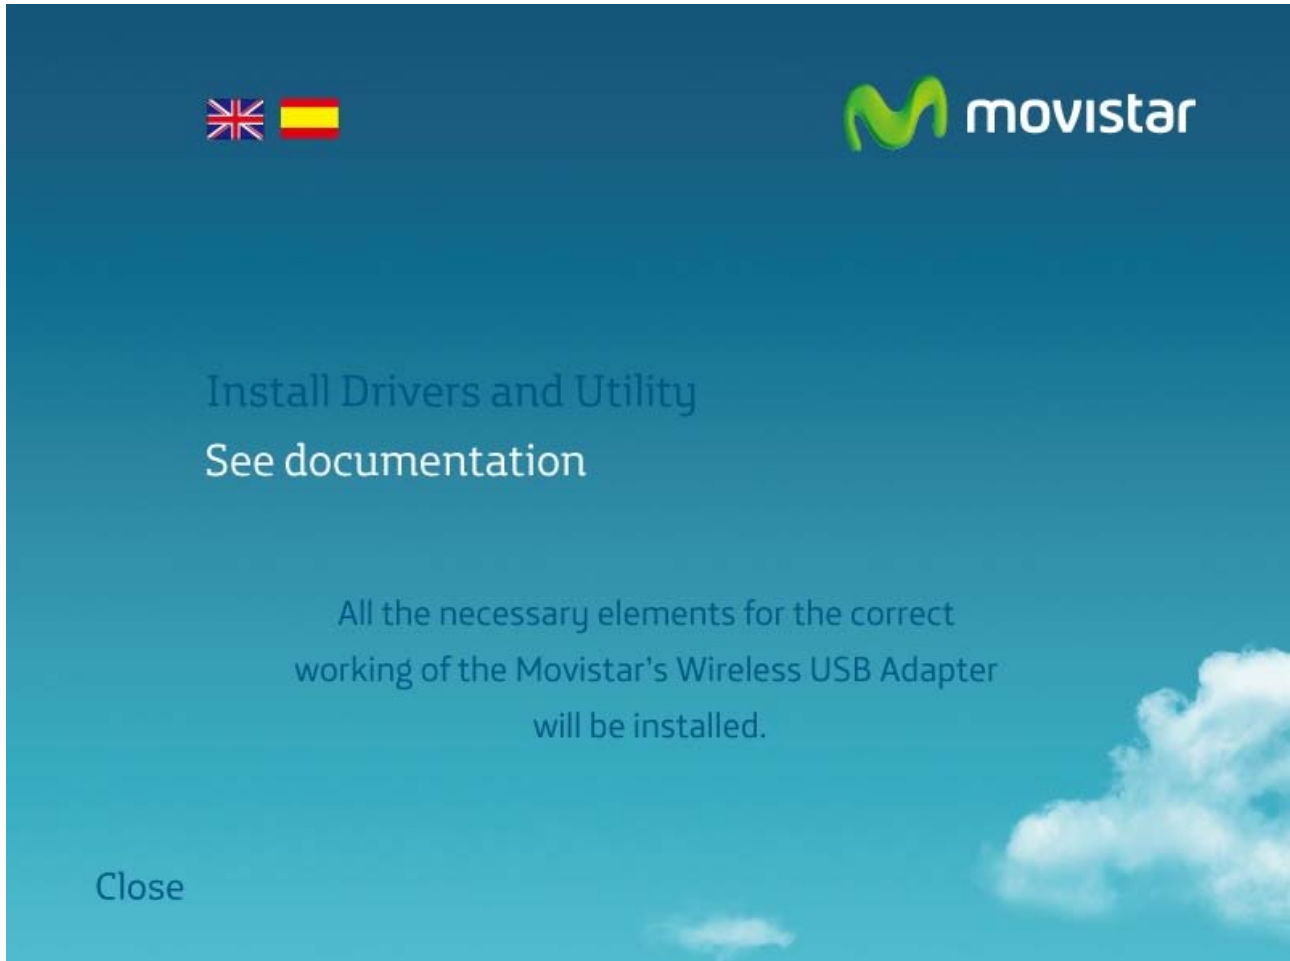 movistar
Install Drivers and Utility
See documentation
All the necessary elements for the correct
working of the Movistar's Wireless USB Adapter
will be installed.
Close